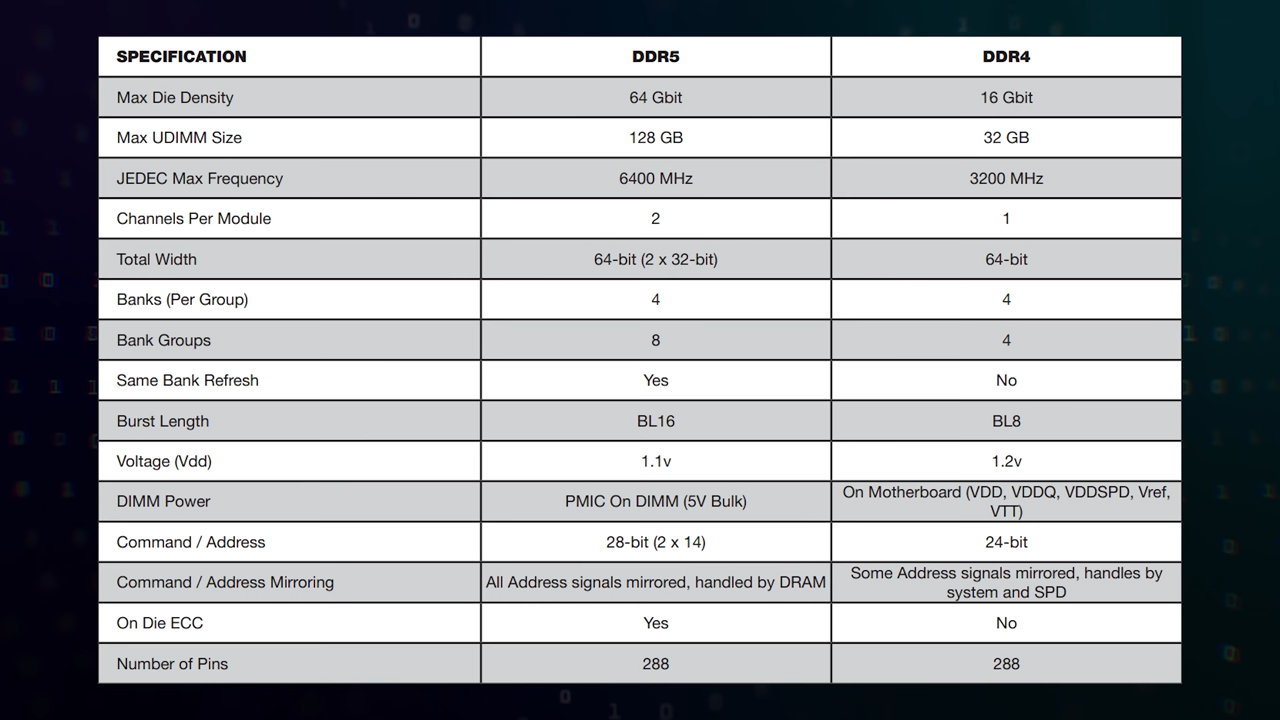 SPECIFICATION DDR5 DDR4
Max Die Density 64 Gbit 16 Gbit
Max UDIMM Size 128 GB 32 GB
JEDEC Max Frequency 6400 MHz 3200 MHz
Channels Per Module 2 1
Total Width 64-bit (2 x 32-bit) 64-bit
Banks (Per Group) 4 4
Bank Groups 8 4
Same Bank Refresh Yes No
Burst Length BL16 BL8
Voltage (Vdd) 1.1v 1.2v
DIMM Power PMIC On DIMM (5V Bulk) On Motherboard (VDD, VDDQ, VDDSPD, Vref,
VTT)
Command / Address 28-bit (2 x 14) 24-bit
Command / Address Mirroring All Address signals mirrored, handled by DRAM Some Address signals mirrored, handles by
system and SPD
On Die ECC Yes No
Number of Pins 288 288